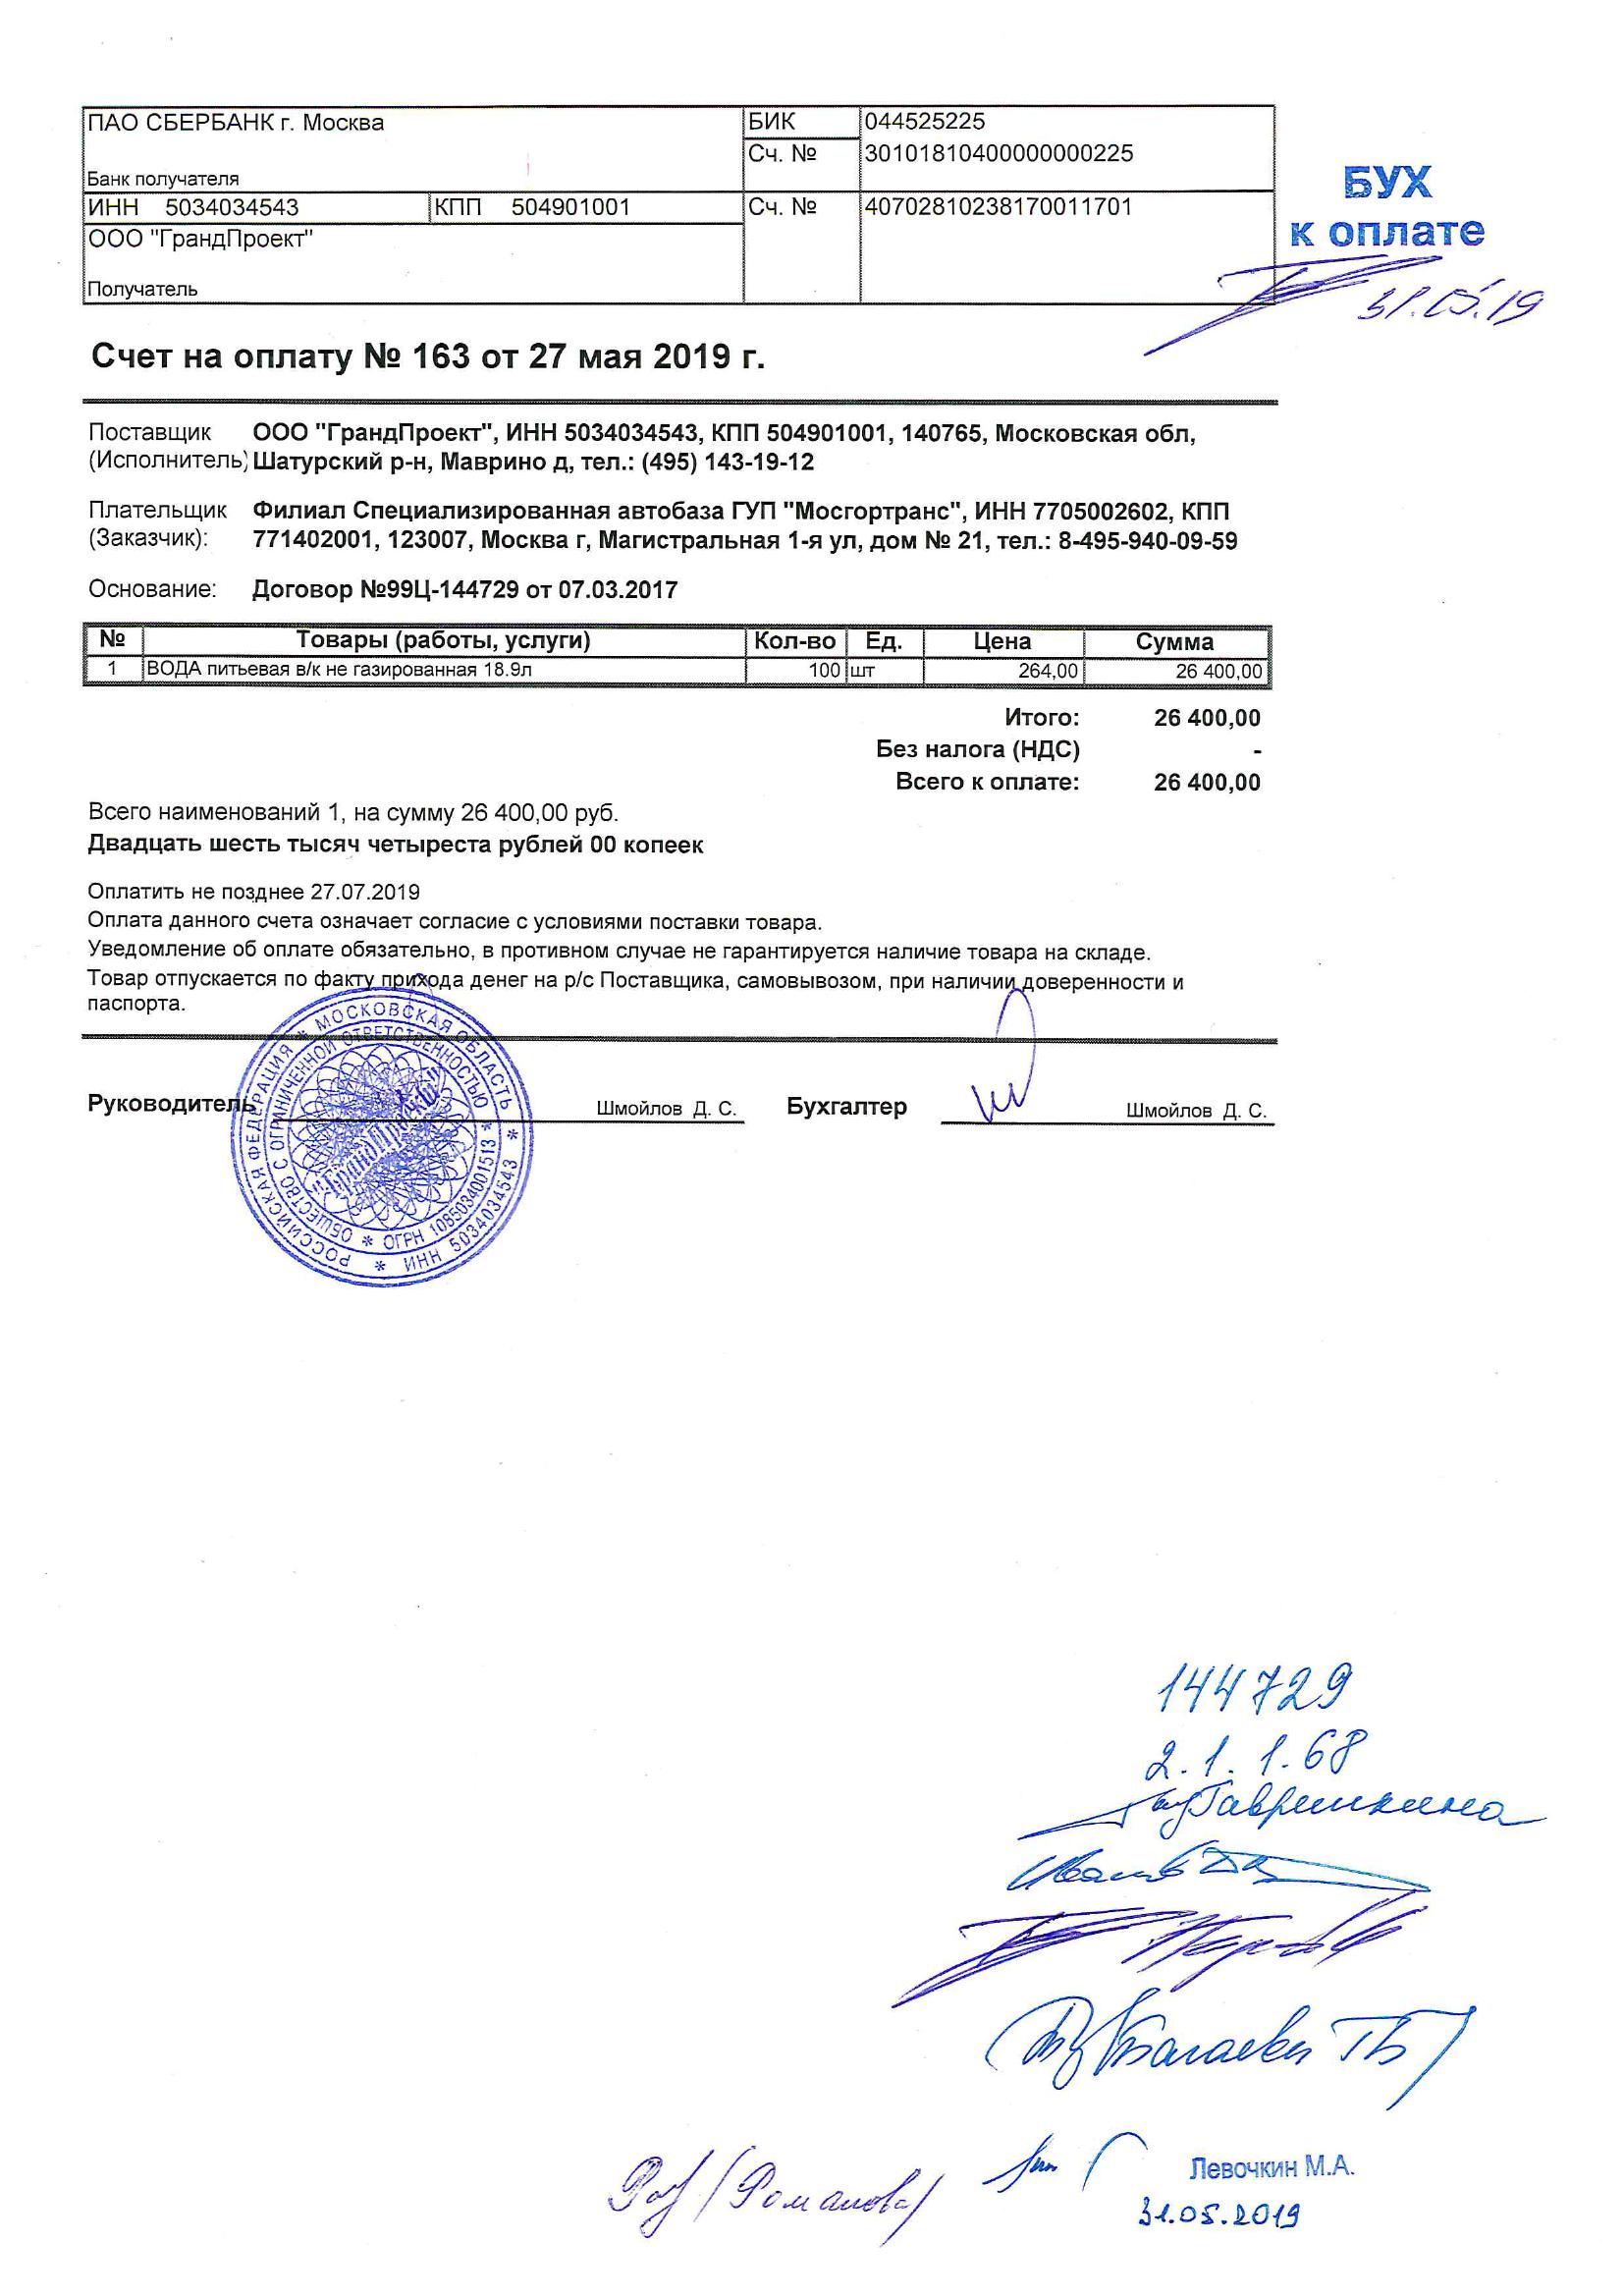 ПАО СБЕРБАНК г. Москва
БИК 044525225
Сч. № 30101810400000000225
Банк получателя
ИНН 5034034543 КПП 504901001 Сч. № 40702810238170011701
ООО "ГрандПроект"
Получатель
БУХ
к оплате
31.05.19
Счет на оплату № 163 от 27 мая 2019 г.
Поставщик ООО "ГрандПроект", ИНН 5034034543, КПП 504901001, 140765, Московская обл,
(Исполнитель) Шатурский р-н, Маврино д, тел.: (495) 143-19-12
Плательщик Филиал Специализированная автобаза ГУП "Мосгортранс", ИНН 7705002602, КПП
(Заказчик): 771402001, 123007, Москва г, Магистральная 1-я ул, дом № 21, тел.: 8-495-940-09-59
Основание: Договор №99Ц-144729 от 07.03.2017
№ Товары (работы, услуги) Кол-во Ед. Цена Сумма
1 ВОДА питьевая в/к не газированная 18.9л 100 шт 264,00 26 400,00
Итого: 26 400,00
Без налога (НДС) -
Всего к оплате: 26 400,00
Всего наименований 1, на сумму 26 400,00 руб.
Двадцать шесть тысяч четыреста рублей 00 копеек
Оплатить не позднее 27.07.2019
Оплата данного счета означает согласие с условиями поставки товара.
Уведомление об оплате обязательно, в противном случае не гарантируется наличие товара на складе.
Товар отпускается по факту прихода денег на р/с Поставщика, самовывозом, при наличии доверенности и
паспорта.
Руководитель Шмойлов Д. С. Бухгалтер Шмойлов Д. С.
РОССИЙСКАЯ ФЕДЕРАЦИЯ * МОСКОВСКАЯ ОБЛАСТЬ *
* ИНН 5034034543
ОБЩЕСТВО С ОГРАНИЧЕННОЙ ОТВЕТСТВЕННОСТЬЮ *
* ОГРН 1085034001513
"ГрандПроект"
144729
2.1.1.68
Гавришкина
(Романова)
Левочкин М.А.
31.05.2019